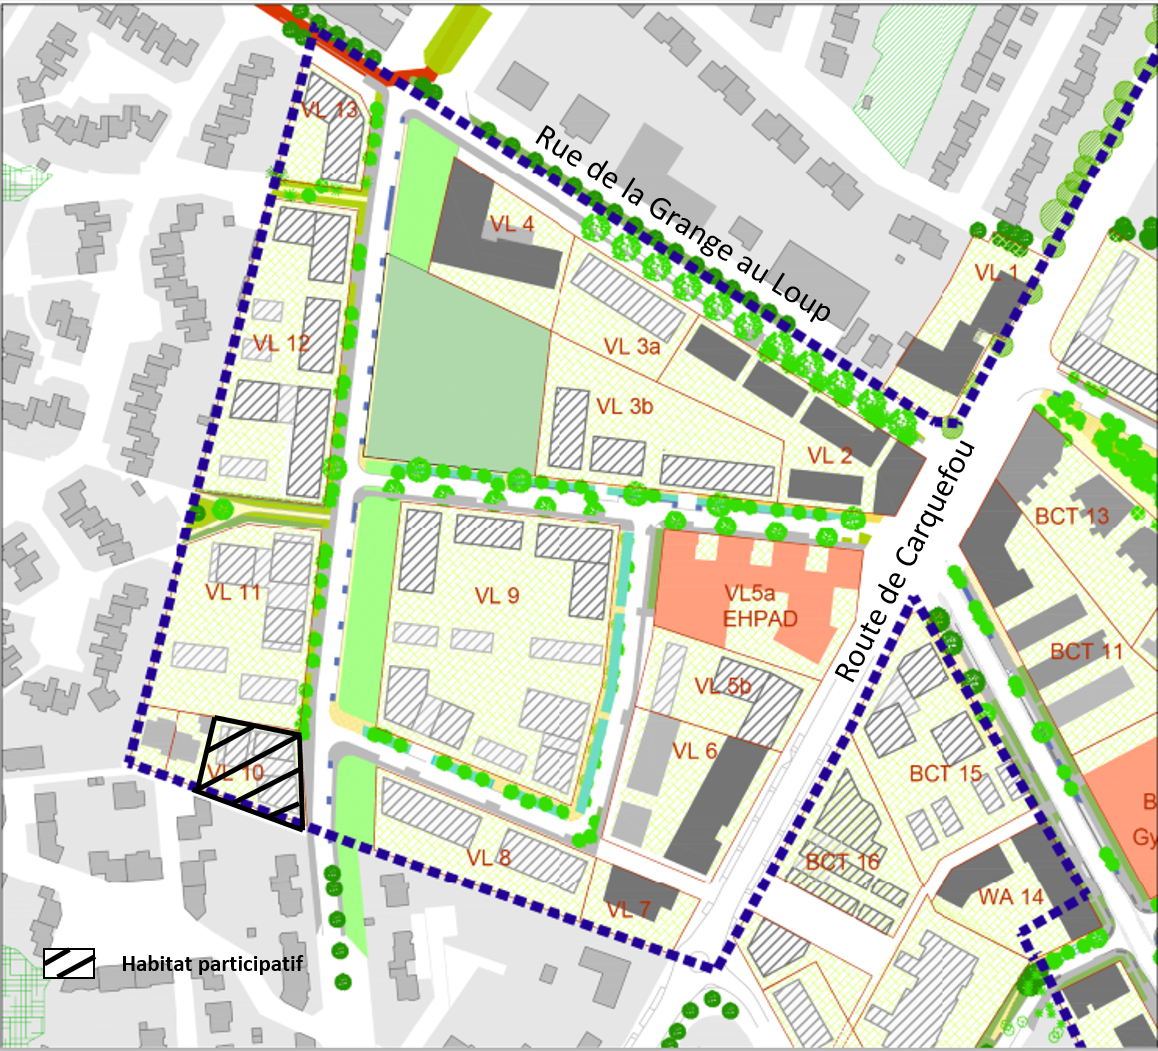 VL 13
Rue de la Grange au Loup
VL 4
VL 1
VL 12
VL 3a
VL 3b
VL 2
BCT 13
VL 11
VL 9
VL5a
EHPAD
Route de Carquefou
BCT 11
VL 5b
VL 10
VL 6
BCT 15
B
Gy
VL 8
BCT 16
VL 7
WA 14
Habitat participatif